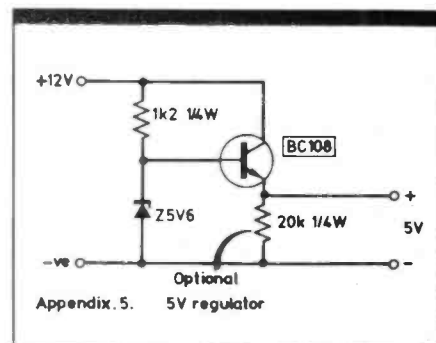 +12V
1k2 1/4W
BC108
Z5V6
+
20k 1/4W
5V
-ve
-
Optional
Appendix.5. 5V regulator